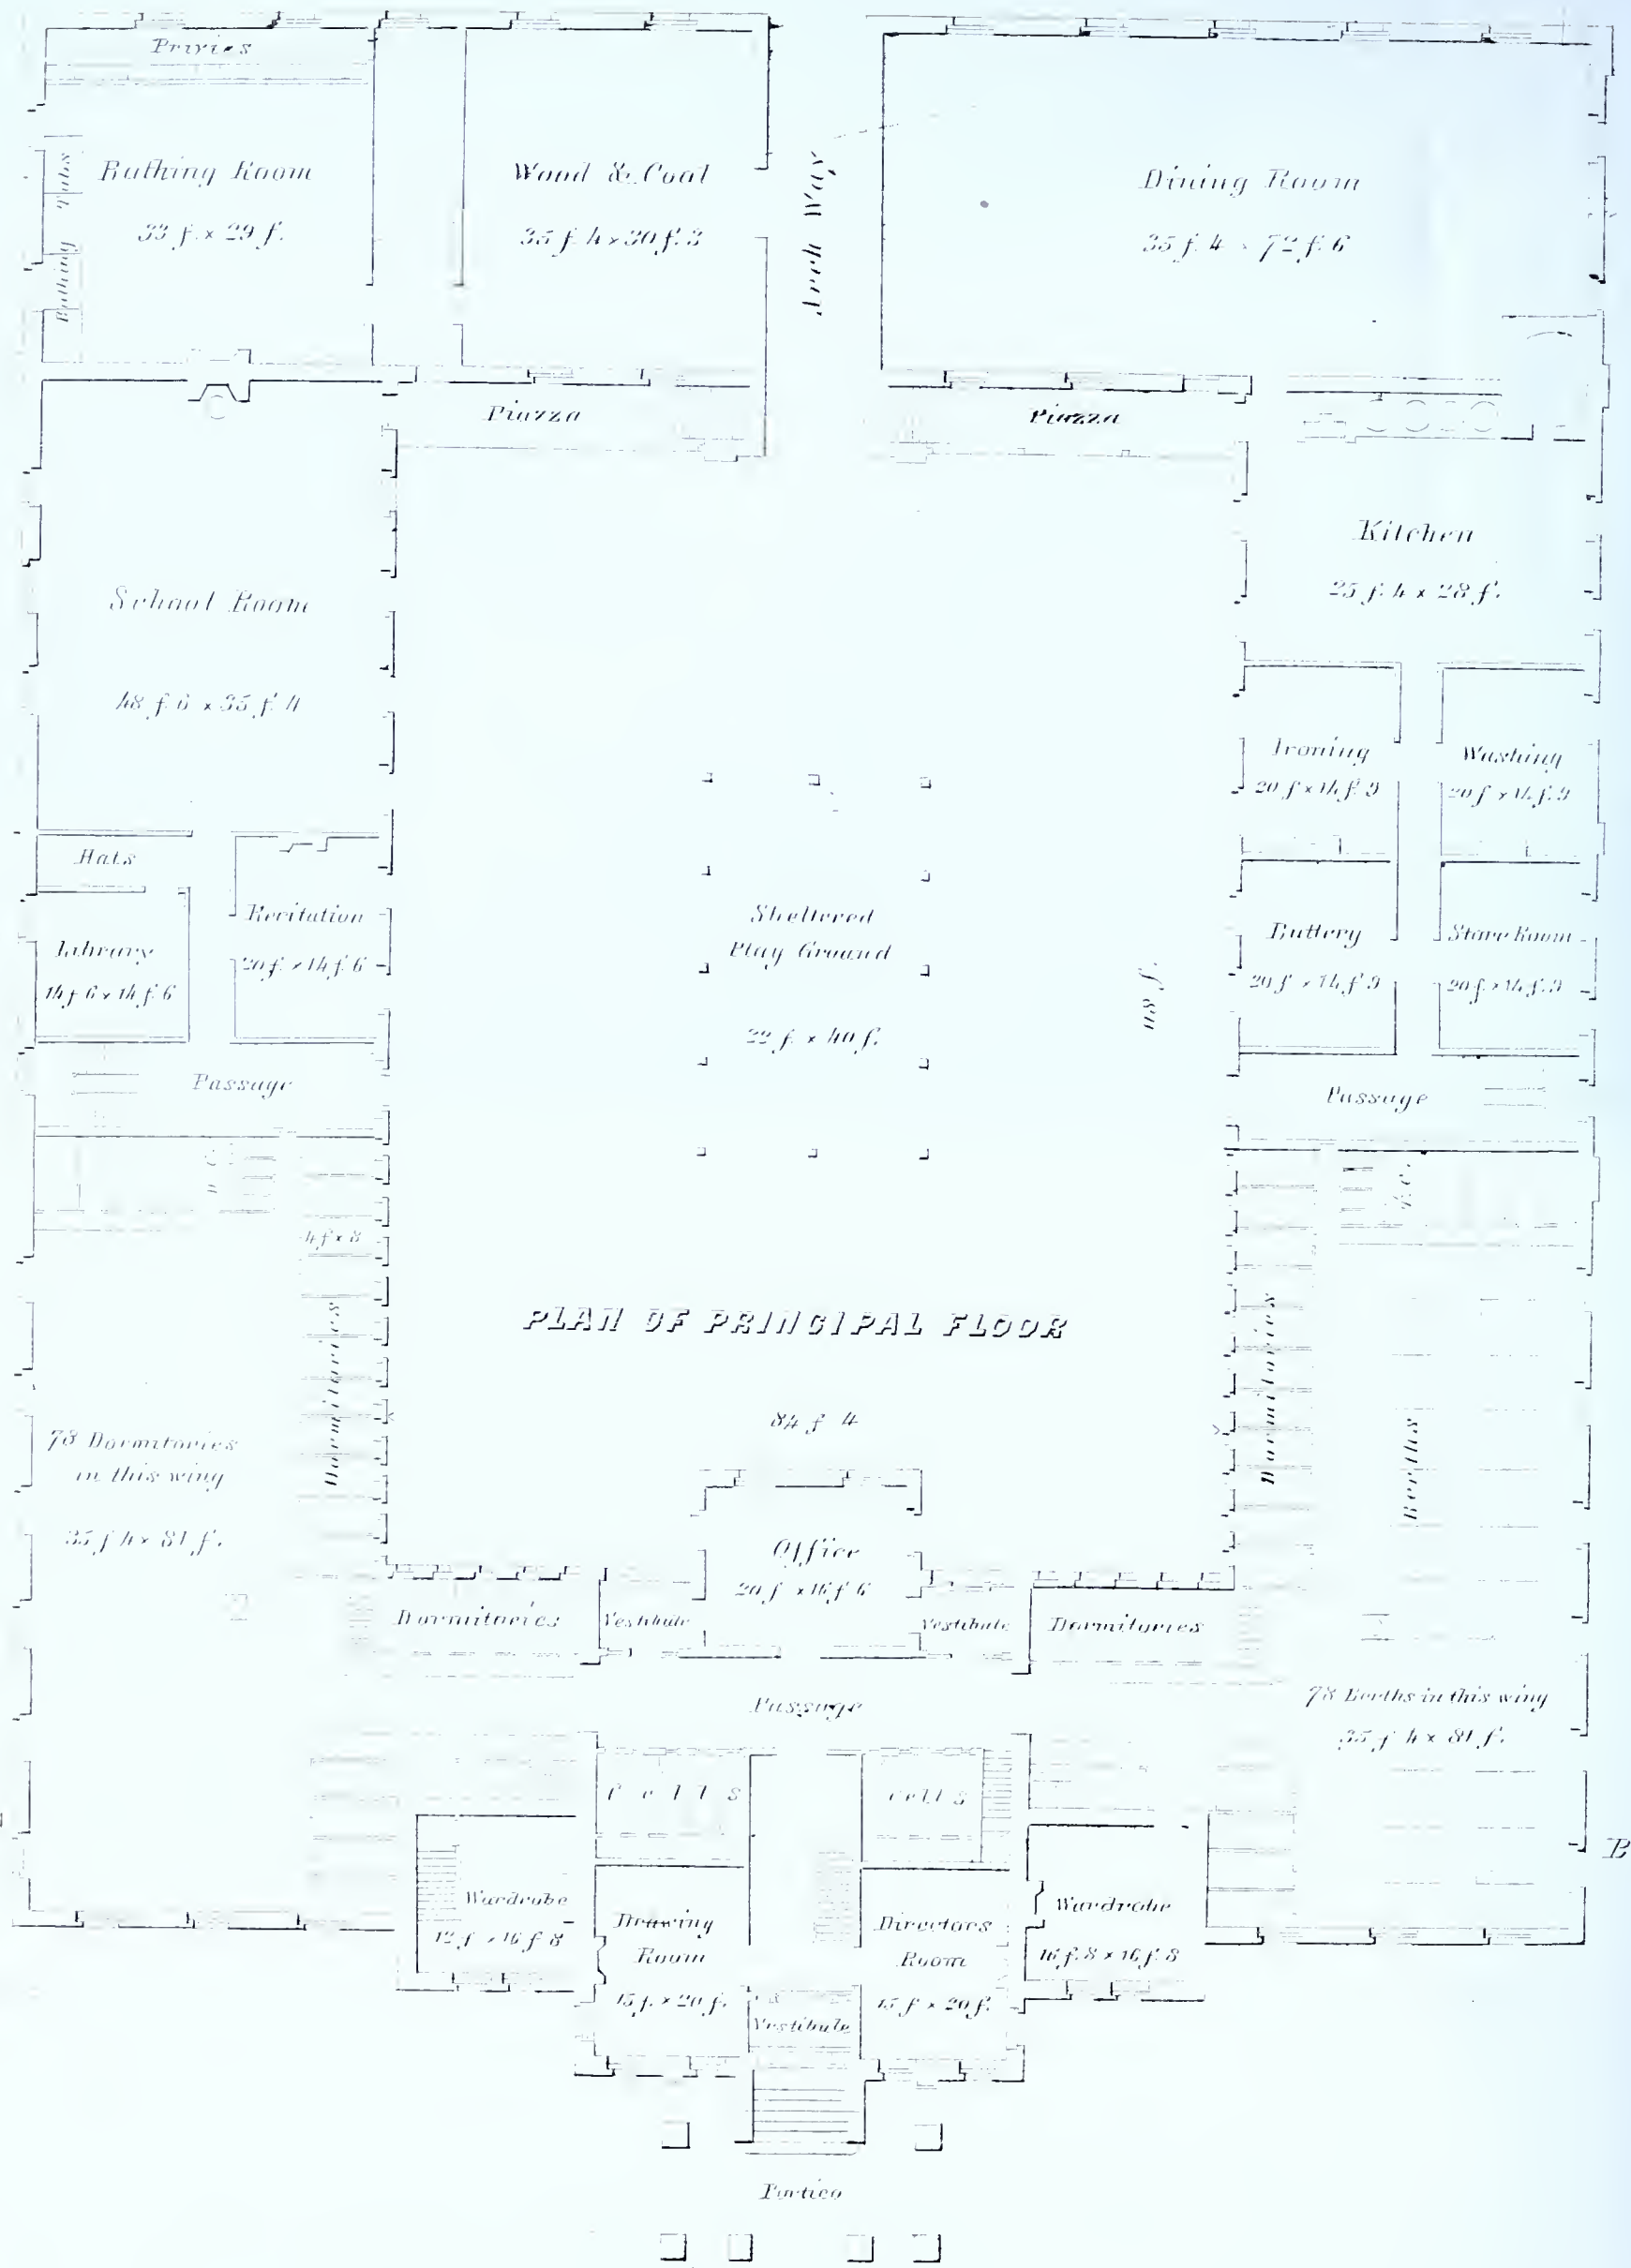 Privies
Bathing Room
33 f. x 29 f.
Bathing Tubs
Wood & Coal
35 f. 4 x 30 f. 3
Arch Way
Dining Room
35 f. 4 x 72 f. 6
Piazza
Piazza
Kitchen
25 f. 4 x 28 f.
School Room
48 f. 6 x 35 f. 4
Ironing
20 f x 14 f. 9
Washing
20 f x 14 f. 9
Hats
Recitation
20 f. x 14 f. 6
Library
14 f 6 x 14 f. 6
Sheltered
Play Ground
22 f. x 40 f.
Buttery
20 f x 14 f 9
Store Room
20 f. x 14 f. 9
Passage
Passage
4 f x 8
Dormitories
PLAN OF PRINCIPAL FLOOR
84 f 4
Dormitories
Berths
78 Dormitories
in this wing
35 f 4 x 81 f.
Office
20 f x 16 f 6
Dormitories
Vestibule
Vestibule
Dormitories
Passage
78 Berths in this wing
35 f 4 x 81 f.
Cells
cells
B
Wardrobe
12 f x 16 f 8
Drawing
Room
15 f. x 20 f.
Directors
Room
15 f x 20 f.
Wardrobe
16 f. 8 x 16 f. 8
Vestibule
Portico